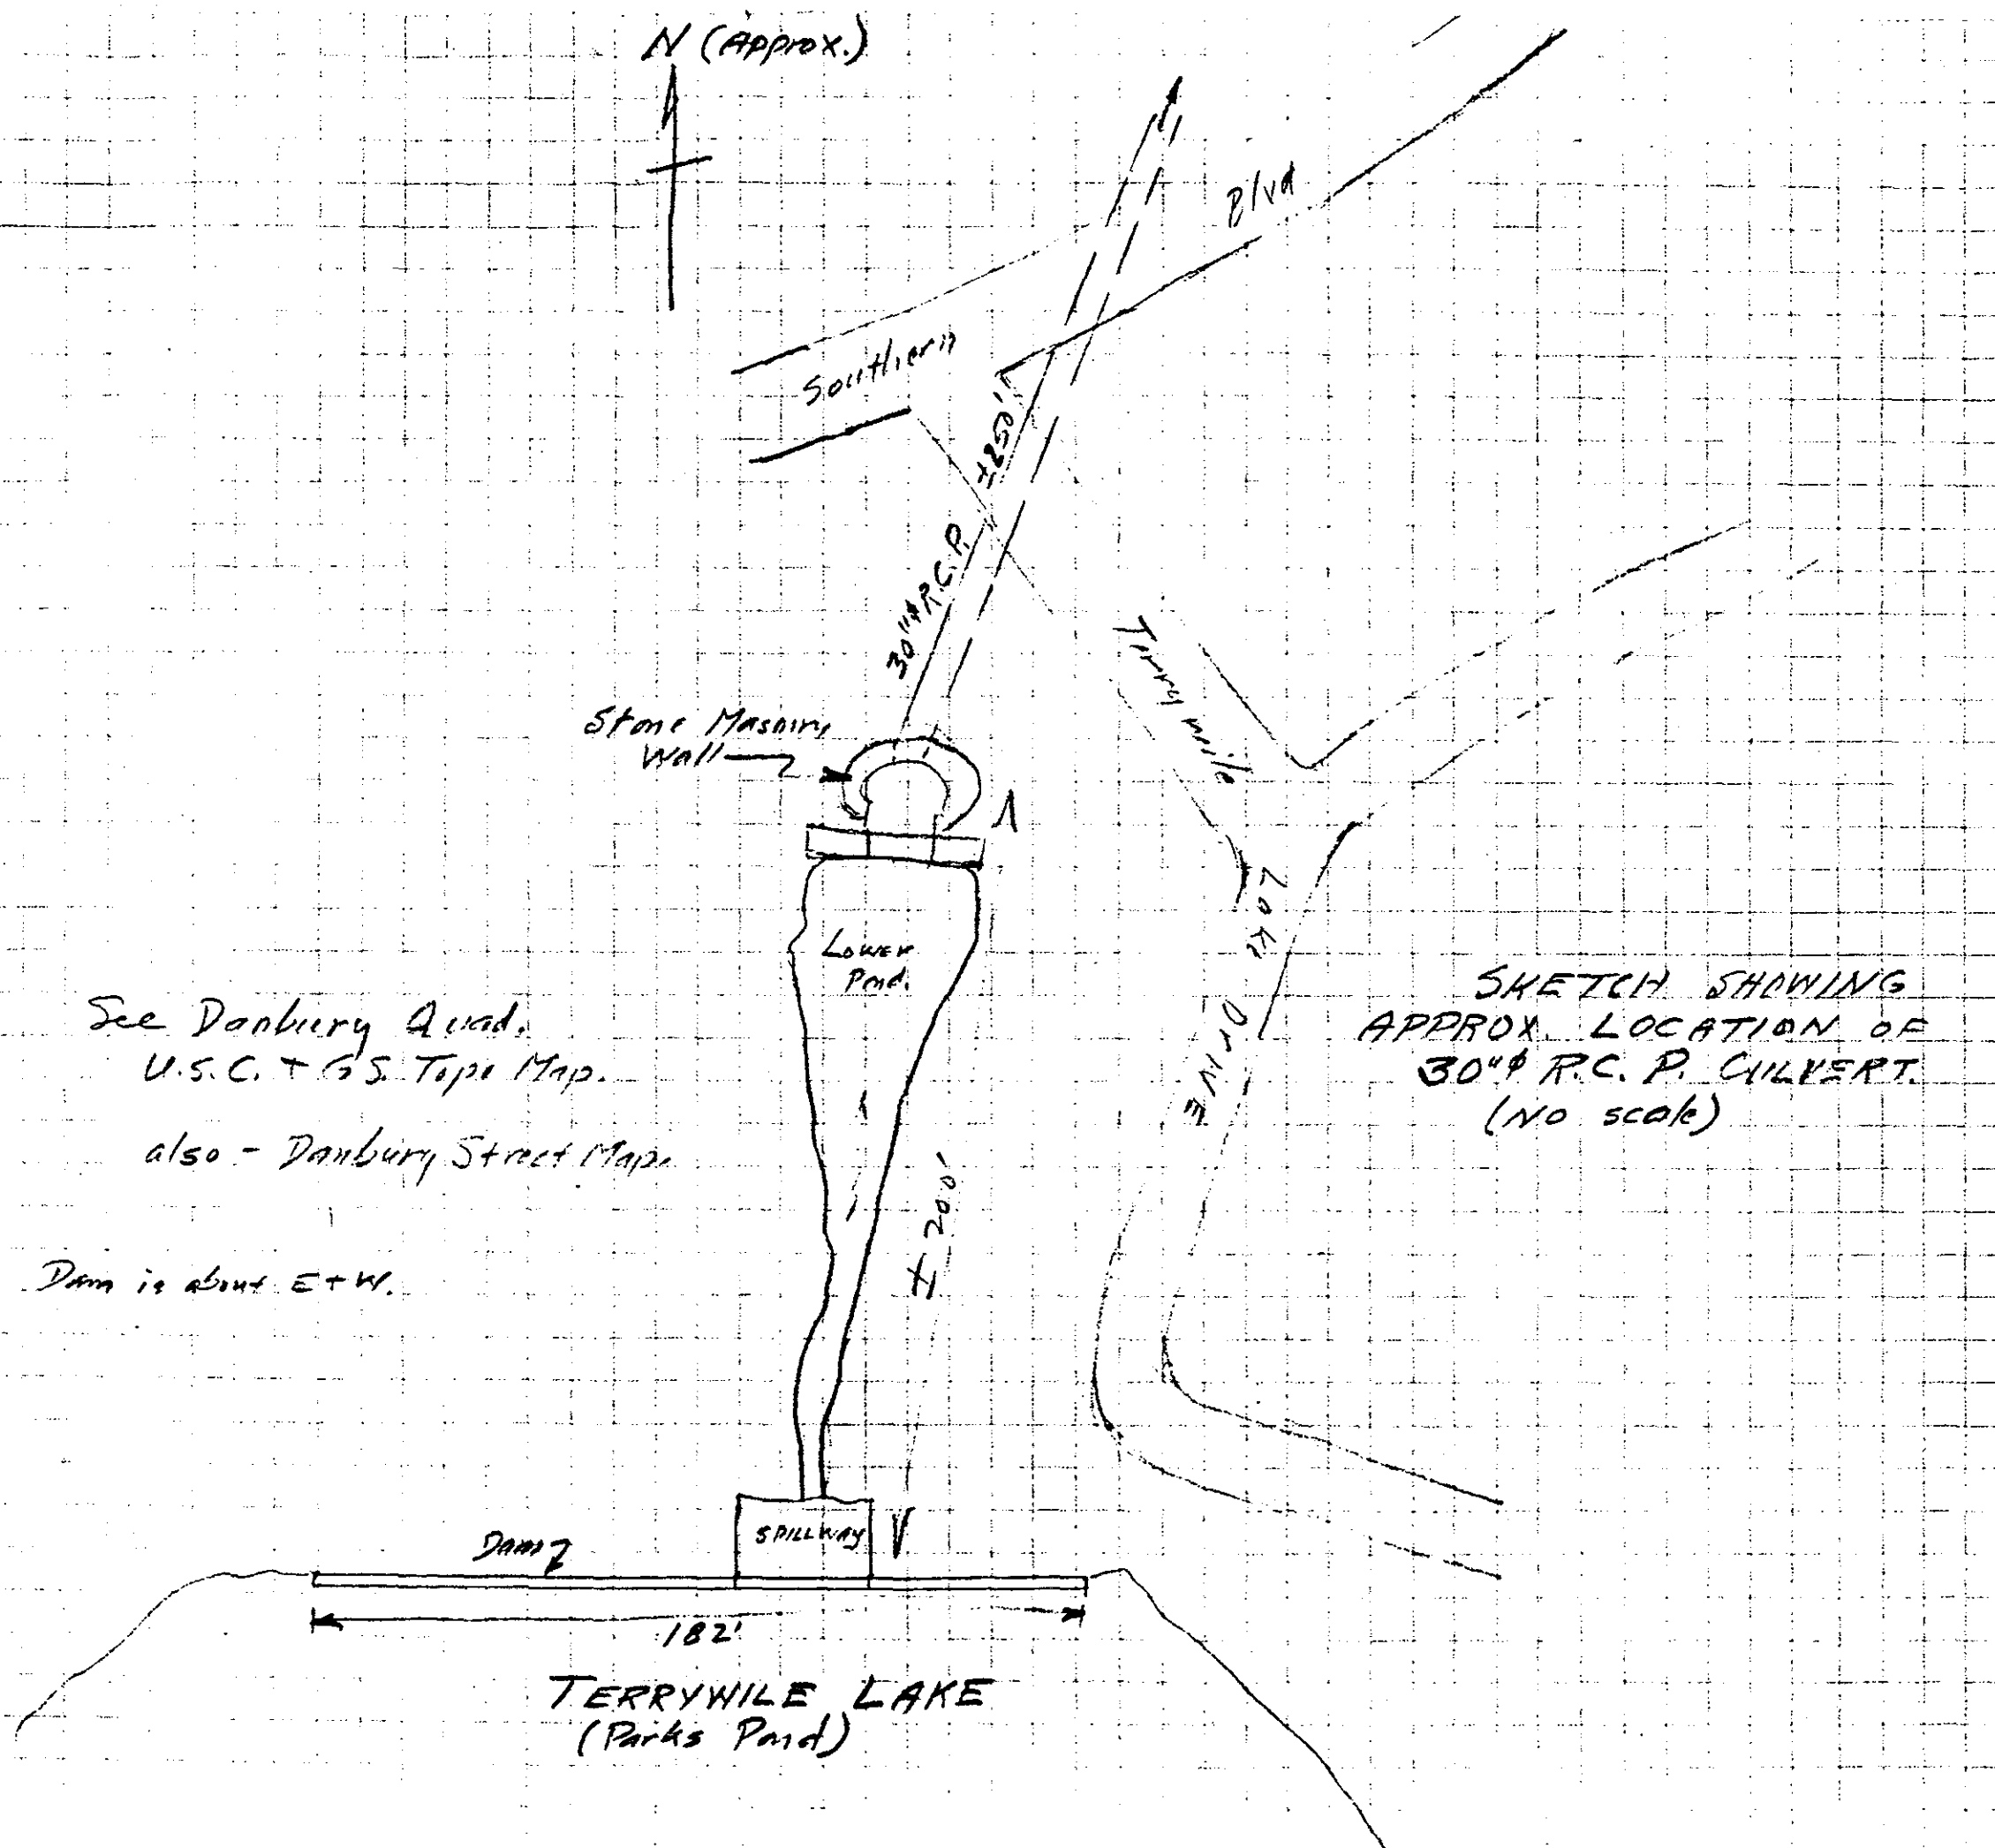 N (Approx.)
Blvd
Southern
±250'
30"φ R.C.P.
Stone Masonry
Wall
Terry wile
Lake
Drive
Lower
Pond.
SKETCH SHOWING
APPROX. LOCATION OF
30"φ R.C.P. CULVERT.
(No scale)
See Danbury Quad.
U.S.C. + G.S. Topo Map.
also - Danbury Street Map.
± 200'
Dam is about E + W.
SPILLWAY
Dam
182'
TERRYWILE LAKE
(Parks Pond)